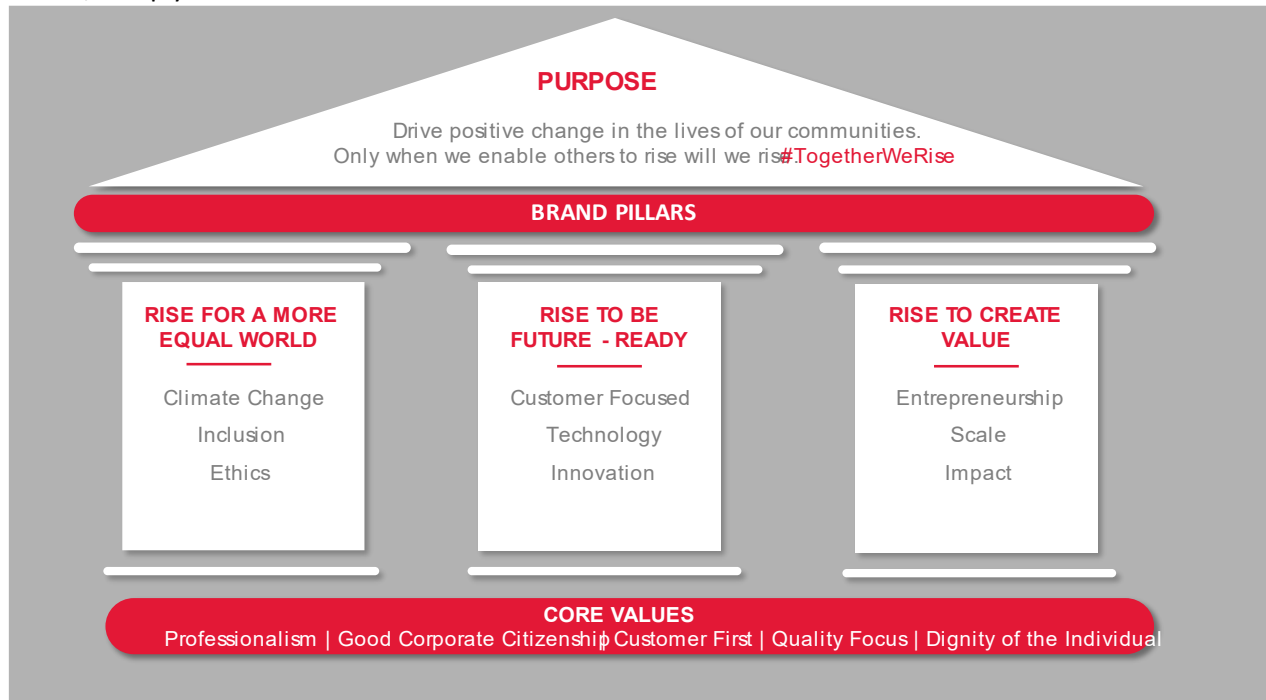 PURPOSE
Drive positive change in the lives of our communities.
Only when we enable others to rise will we rise. #TogetherWeRise
BRAND PILLARS
RISE FOR A MORE
EQUAL WORLD
Climate Change
Inclusion
Ethics
RISE TO BE
FUTURE - READY
Customer Focused
Technology
Innovation
RISE TO CREATE
VALUE
Entrepreneurship
Scale
Impact
CORE VALUES
Professionalism | Good Corporate Citizenship | Customer First | Quality Focus | Dignity of the Individual